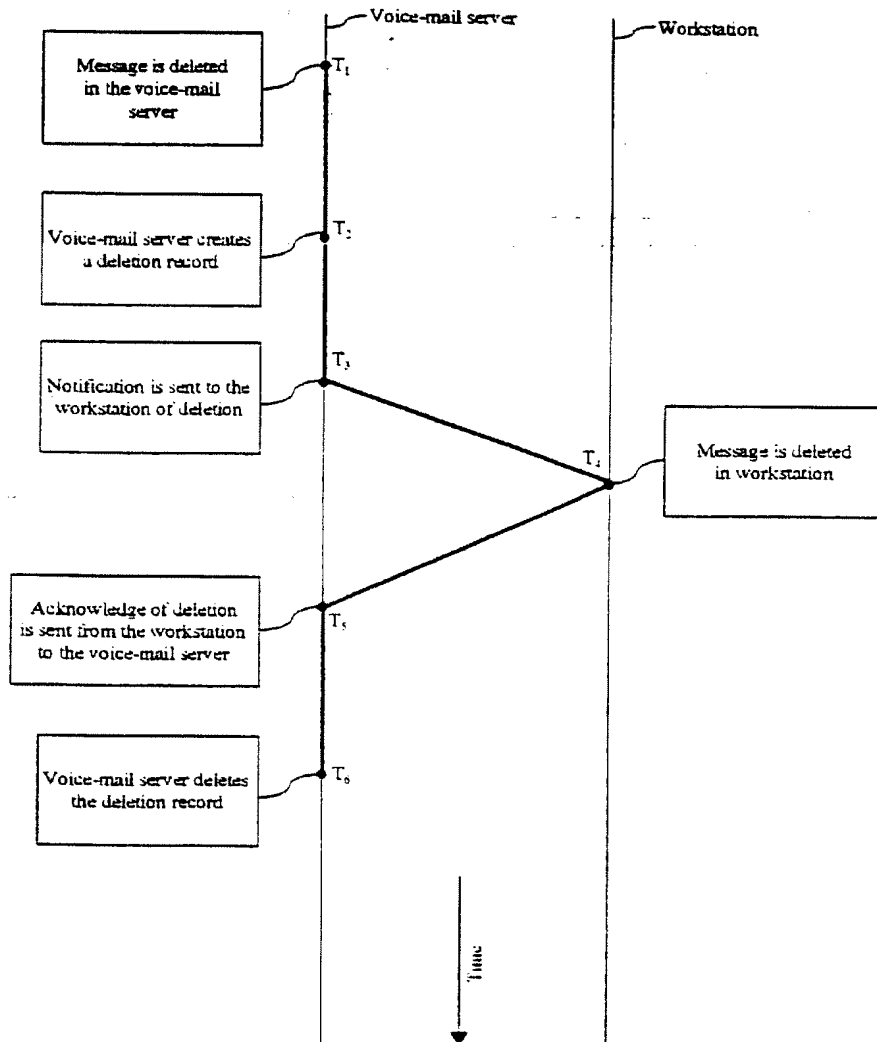 Voice-mail server
Workstation
Message is deleted
in the voice-mail
server
T1
Voice-mail server creates
a deletion record
T2
Notification is sent to the
workstation of deletion
T3
T4
Message is deleted
in workstation
Acknowledge of deletion
is sent from the workstation
to the voice-mail server
T5
Voice-mail server deletes
the deletion record
T6
Time